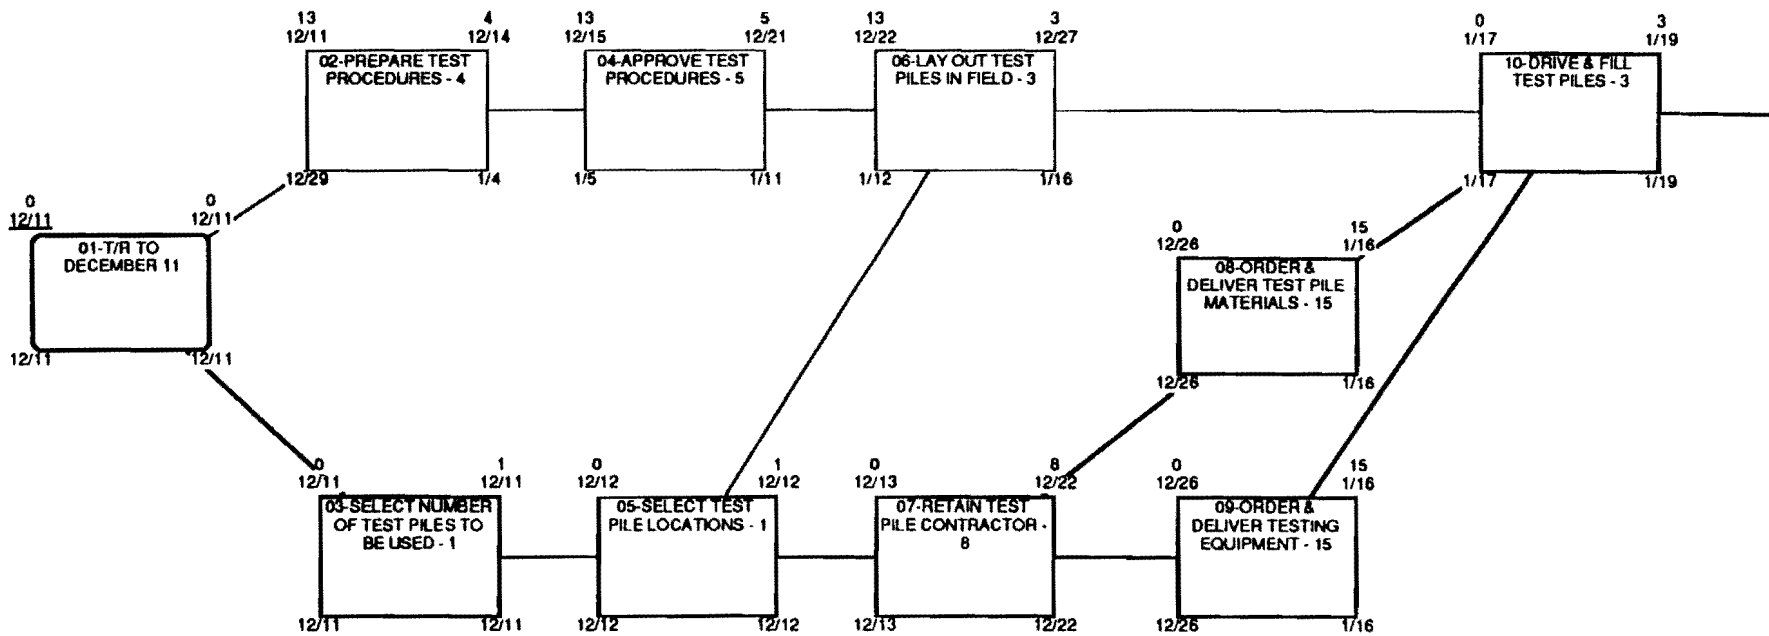 13 4
12/11 12/14
02-PREPARE TEST
PROCEDURES - 4
12/29 1/4
13 5
12/15 12/21
04-APPROVE TEST
PROCEDURES - 5
1/5 1/11
13 3
12/22 12/27
06-LAY OUT TEST
PILES IN FIELD - 3
1/12 1/16
0 3
1/17 1/19
10-DRIVE & FILL
TEST PILES - 3
1/17 1/19
0 0
12/11 12/11
01-T/R TO
DECEMBER 11
12/11 12/11
0 15
12/26 1/16
08-ORDER &
DELIVER TEST PILE
MATERIALS - 15
12/26 1/16
0 1
12/11 12/11
03-SELECT NUMBER
OF TEST PILES TO
BE USED - 1
12/11 12/11
0 1
12/12 12/12
05-SELECT TEST
PILE LOCATIONS - 1
12/12 12/12
0 8
12/13 12/22
07-RETAIN TEST
PILE CONTRACTOR -
8
12/13 12/22
0 15
12/26 1/16
09-ORDER &
DELIVER TESTING
EQUIPMENT - 15
12/26 1/16